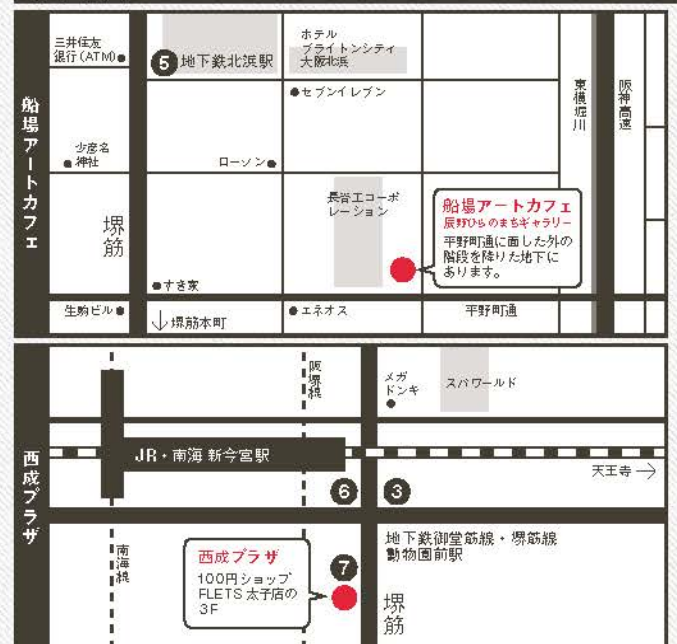 船場アートカフェ
三井住友
銀行(ATM)
5 地下鉄北浜駅
ホテル
ブライトンシティ
大阪北浜
セブンイレブン
東横堀川
阪神高速
少彦名
神社
ローソン
堺筋
長谷工コーポ
レーション
船場アートカフェ
辰野ひらのまちギャラリー
平野町通に面した外の
階段を降りた地下に
あります。
すき家
生駒ビル
↓堺筋本町
エネオス
平野町通
西成プラザ
阪堺線
メガ
ドンキ
スパワールド
JR・南海 新今宮駅
天王寺→
6
3
南海線
西成プラザ
100円ショップ
FLETS 太子店の
3F
7
地下鉄御堂筋線・堺筋線
動物園前駅
堺筋